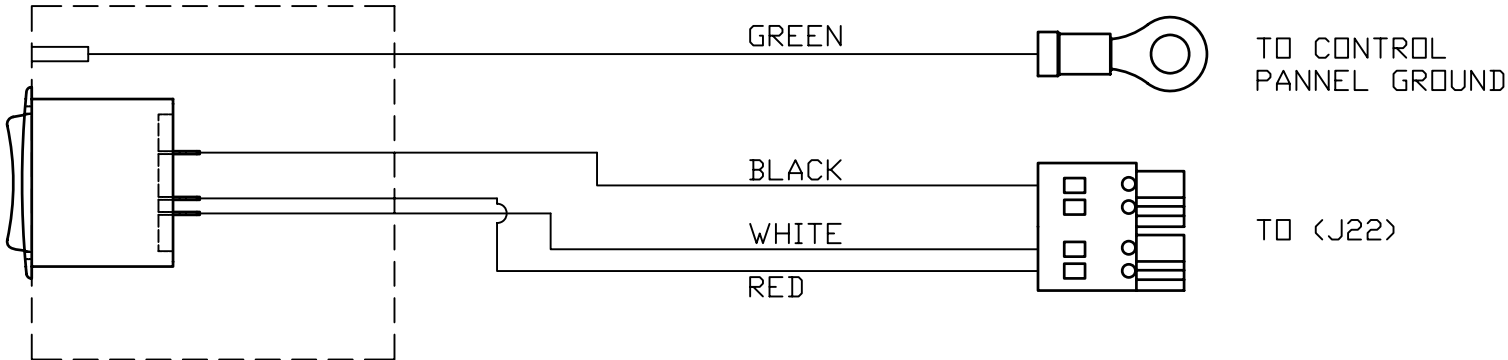 GREEN
TO CONTROL
PANNEL GROUND
BLACK
WHITE
TO (J22)
RED